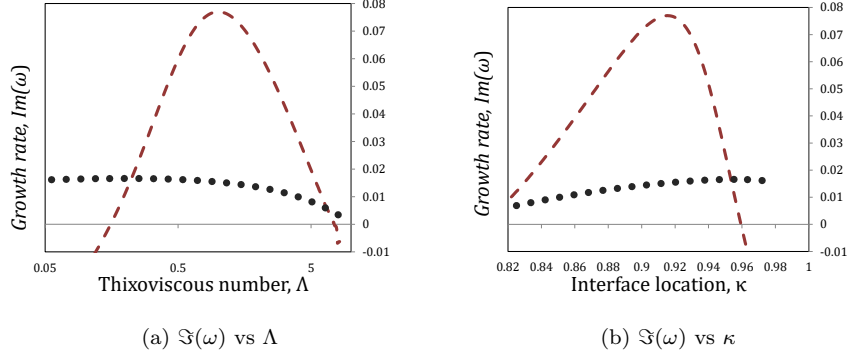 0.08
0.07
0.06
0.05
0.04
0.03
0.02
0.01
0
-0.01
Growth rate, Im(ω)
0.05 0.5 5
Thixoviscous number, Λ
(a) ℑ(ω) vs Λ
0.08
0.07
0.06
0.05
0.04
0.03
0.02
0.01
0
-0.01
Growth rate, Im(ω)
0.82 0.84 0.86 0.88 0.9 0.92 0.94 0.96 0.98 1
Interface location, κ
(b) ℑ(ω) vs κ